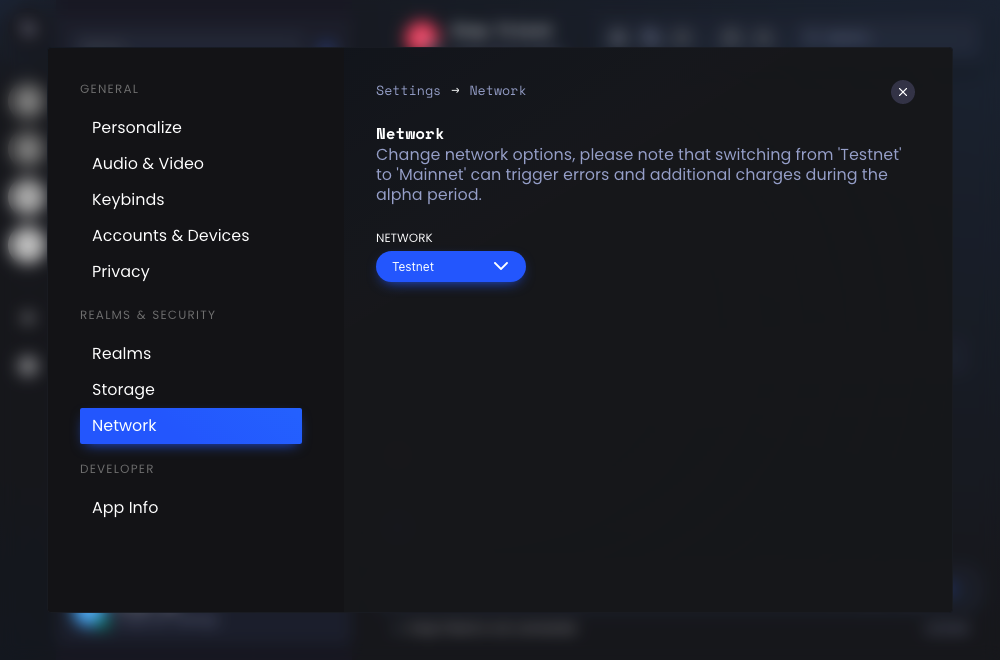 GENERAL
Personalize
Audio & Video
Keybinds
Accounts & Devices
Privacy
REALMS & SECURITY
Realms
Storage
Network
DEVELOPER
App Info
Settings → Network
Network
Change network options, please note that switching from 'Testnet'
to 'Mainnet' can trigger errors and additional charges during the
alpha period.
NETWORK
Testnet